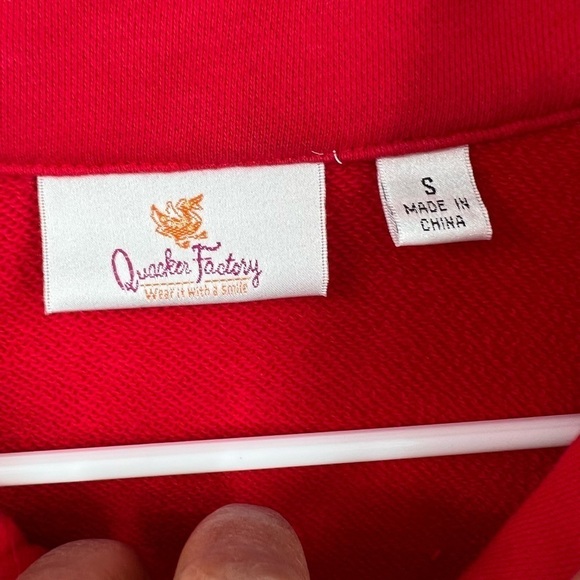 Quacker Factory
Wear it with a smile
S
MADE IN
CHINA